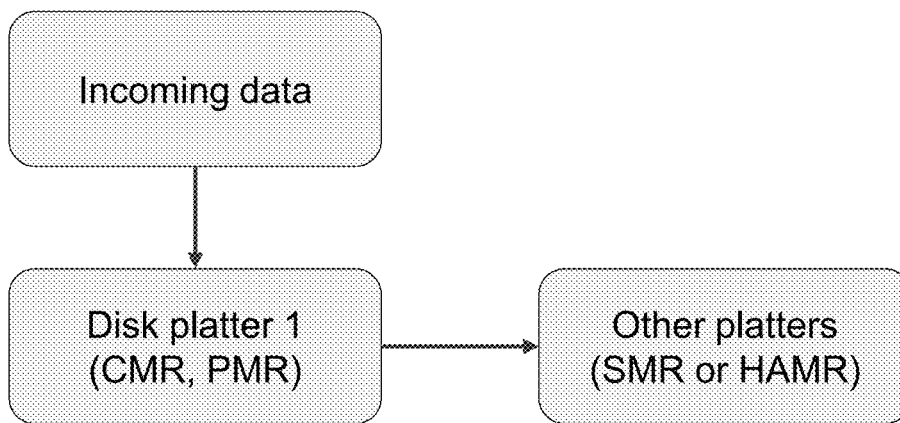 Incoming data
Disk platter 1
(CMR, PMR)
Other platters
(SMR or HAMR)